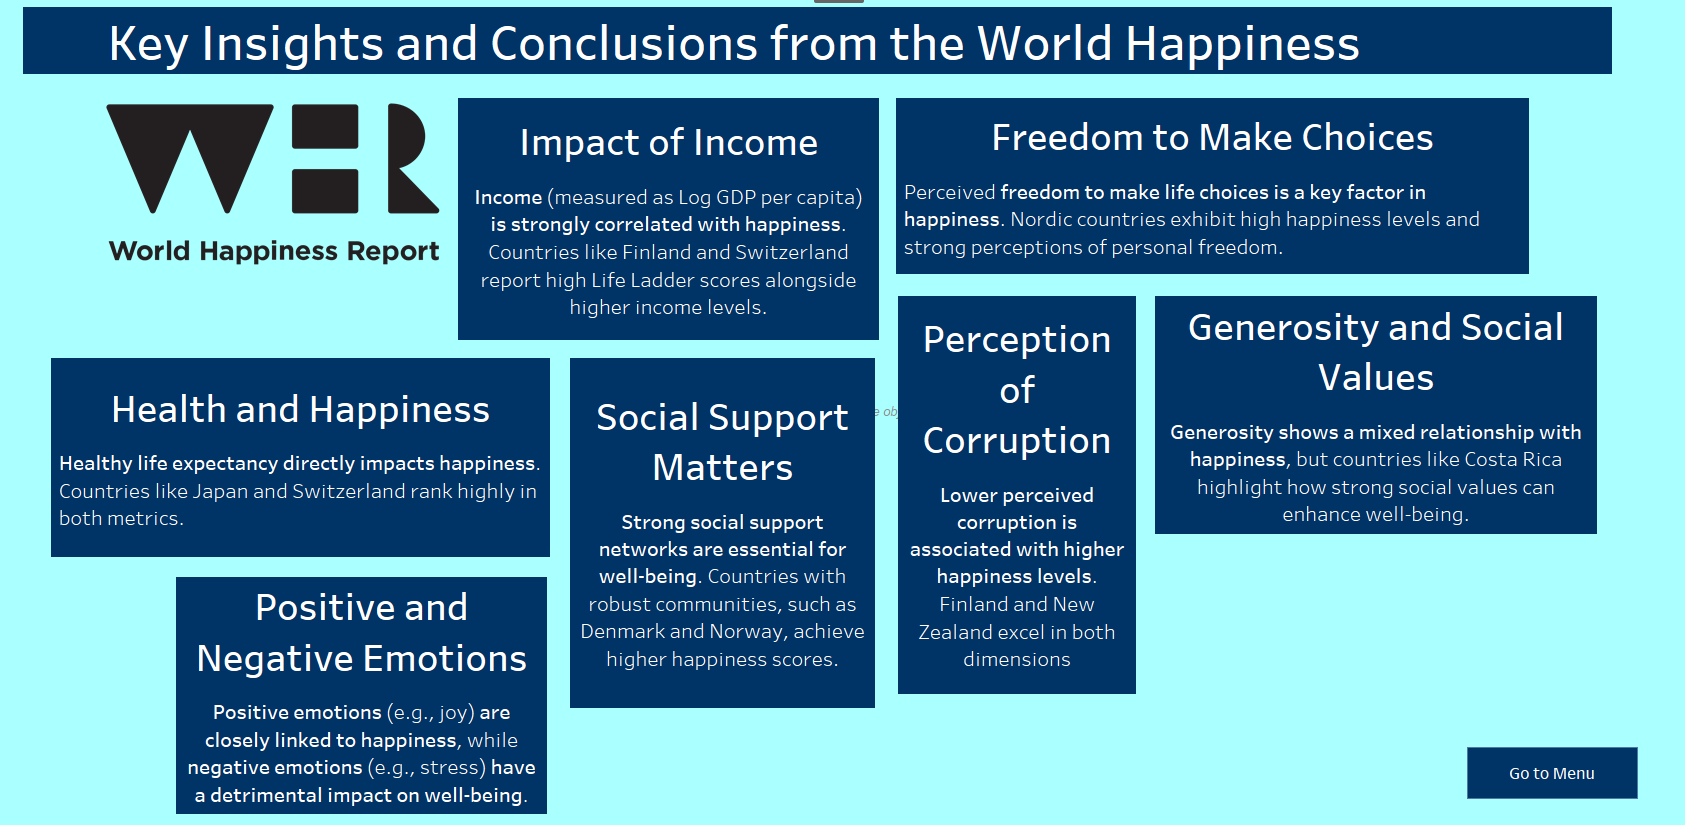 Key Insights and Conclusions from the World Happiness
World Happiness Report
Impact of Income
Income (measured as Log GDP per capita)
is strongly correlated with happiness.
Countries like Finland and Switzerland
report high Life Ladder scores alongside
higher income levels.
Freedom to Make Choices
Perceived freedom to make life choices is a key factor in
happiness. Nordic countries exhibit high happiness levels and
strong perceptions of personal freedom.
Health and Happiness
Healthy life expectancy directly impacts happiness.
Countries like Japan and Switzerland rank highly in
both metrics.
Social Support
Matters
Strong social support
networks are essential for
well-being. Countries with
robust communities, such as
Denmark and Norway, achieve
higher happiness scores.
Perception
of
Corruption
Lower perceived
corruption is
associated with higher
happiness levels.
Finland and New
Zealand excel in both
dimensions
Generosity and Social
Values
Generosity shows a mixed relationship with
happiness, but countries like Costa Rica
highlight how strong social values can
enhance well-being.
Positive and
Negative Emotions
Positive emotions (e.g., joy) are
closely linked to happiness, while
negative emotions (e.g., stress) have
a detrimental impact on well-being.
Go to Menu